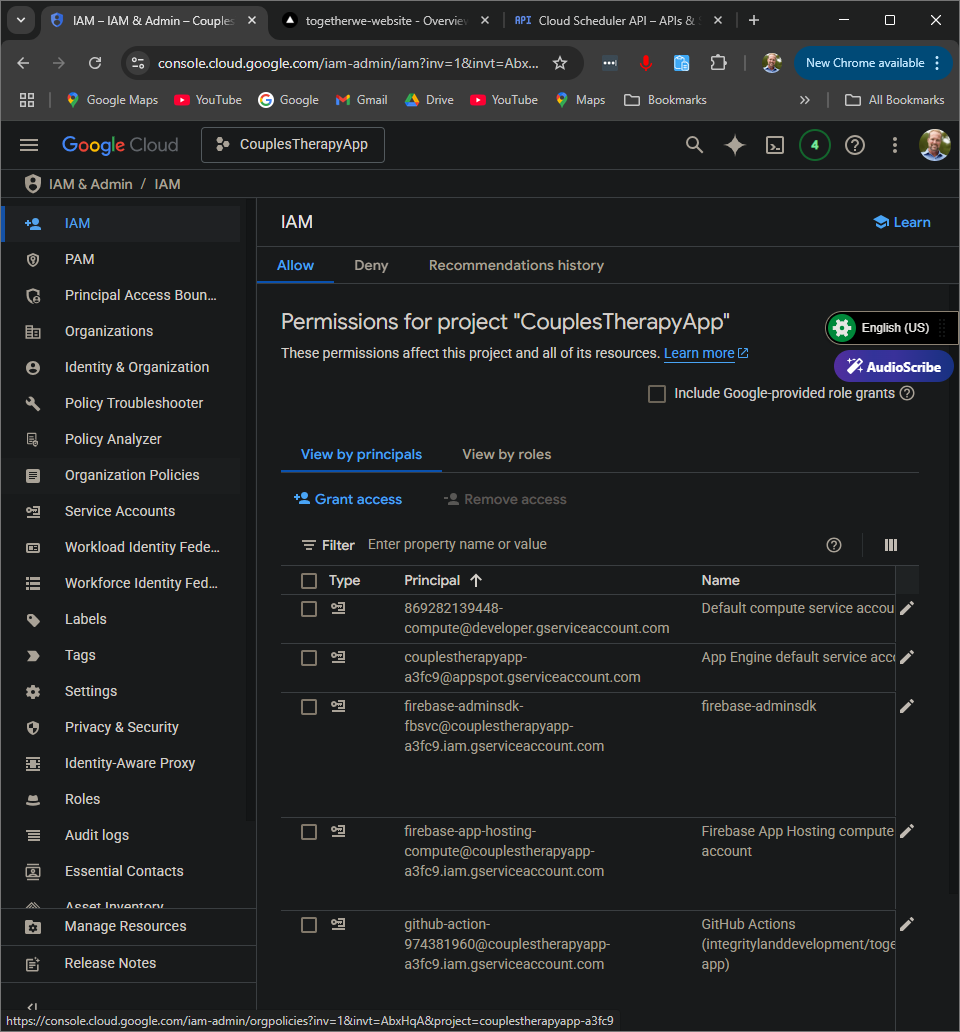 IAM – IAM & Admin – Couples
togetherwe-website - Overview
API Cloud Scheduler API – APIs & S
console.cloud.google.com/iam-admin/iam?inv=1&invt=Abx...
New Chrome available
Google Maps
YouTube
Google
Gmail
Drive
YouTube
Maps
Bookmarks
All Bookmarks
Google Cloud
CouplesTherapyApp
4
IAM & Admin / IAM
IAM
PAM
Principal Access Boun...
Organizations
Identity & Organization
Policy Troubleshooter
Policy Analyzer
Organization Policies
Service Accounts
Workload Identity Fede...
Workforce Identity Fed...
Labels
Tags
Settings
Privacy & Security
Identity-Aware Proxy
Roles
Audit logs
Essential Contacts
Asset Inventory
Manage Resources
Release Notes
IAM
Learn
Allow
Deny
Recommendations history
Permissions for project "CouplesTherapyApp"
These permissions affect this project and all of its resources. Learn more
English (US)
AudioScribe
Include Google-provided role grants
View by principals
View by roles
Grant access
Remove access
Filter Enter property name or value
Type Principal Name
869282139448-
compute@developer.gserviceaccount.com
Default compute service accou
couplestherapyapp-
a3fc9@appspot.gserviceaccount.com
App Engine default service acc
firebase-adminsdk-
fbsvc@couplestherapyapp-
a3fc9.iam.gserviceaccount.com
firebase-adminsdk
firebase-app-hosting-
compute@couplestherapyapp-
a3fc9.iam.gserviceaccount.com
Firebase App Hosting compute
account
github-action-
974381960@couplestherapyapp-
a3fc9.iam.gserviceaccount.com
GitHub Actions
(integritylanddevelopment/toge
app)
https://console.cloud.google.com/iam-admin/orgpolicies?inv=1&invt=AbxHqA&project=couplestherapyapp-a3fc9